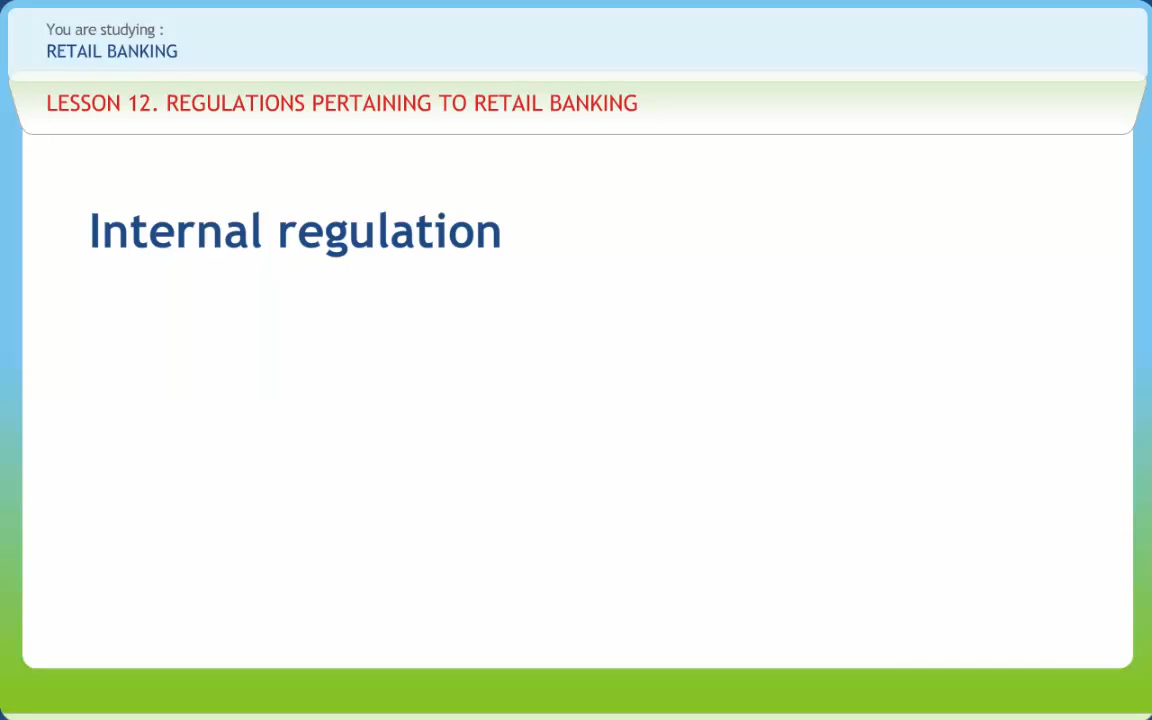 You are studying :
RETAIL BANKING
LESSON 12. REGULATIONS PERTAINING TO RETAIL BANKING
Internal regulation